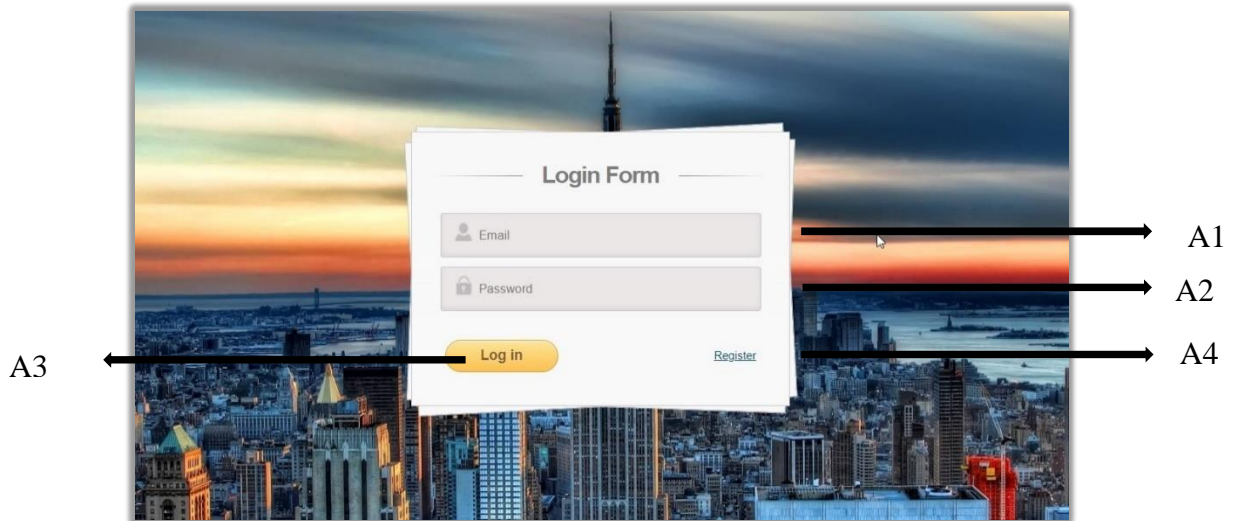 Login Form
Email
A1
Password
A2
A3
Log in
Register
A4